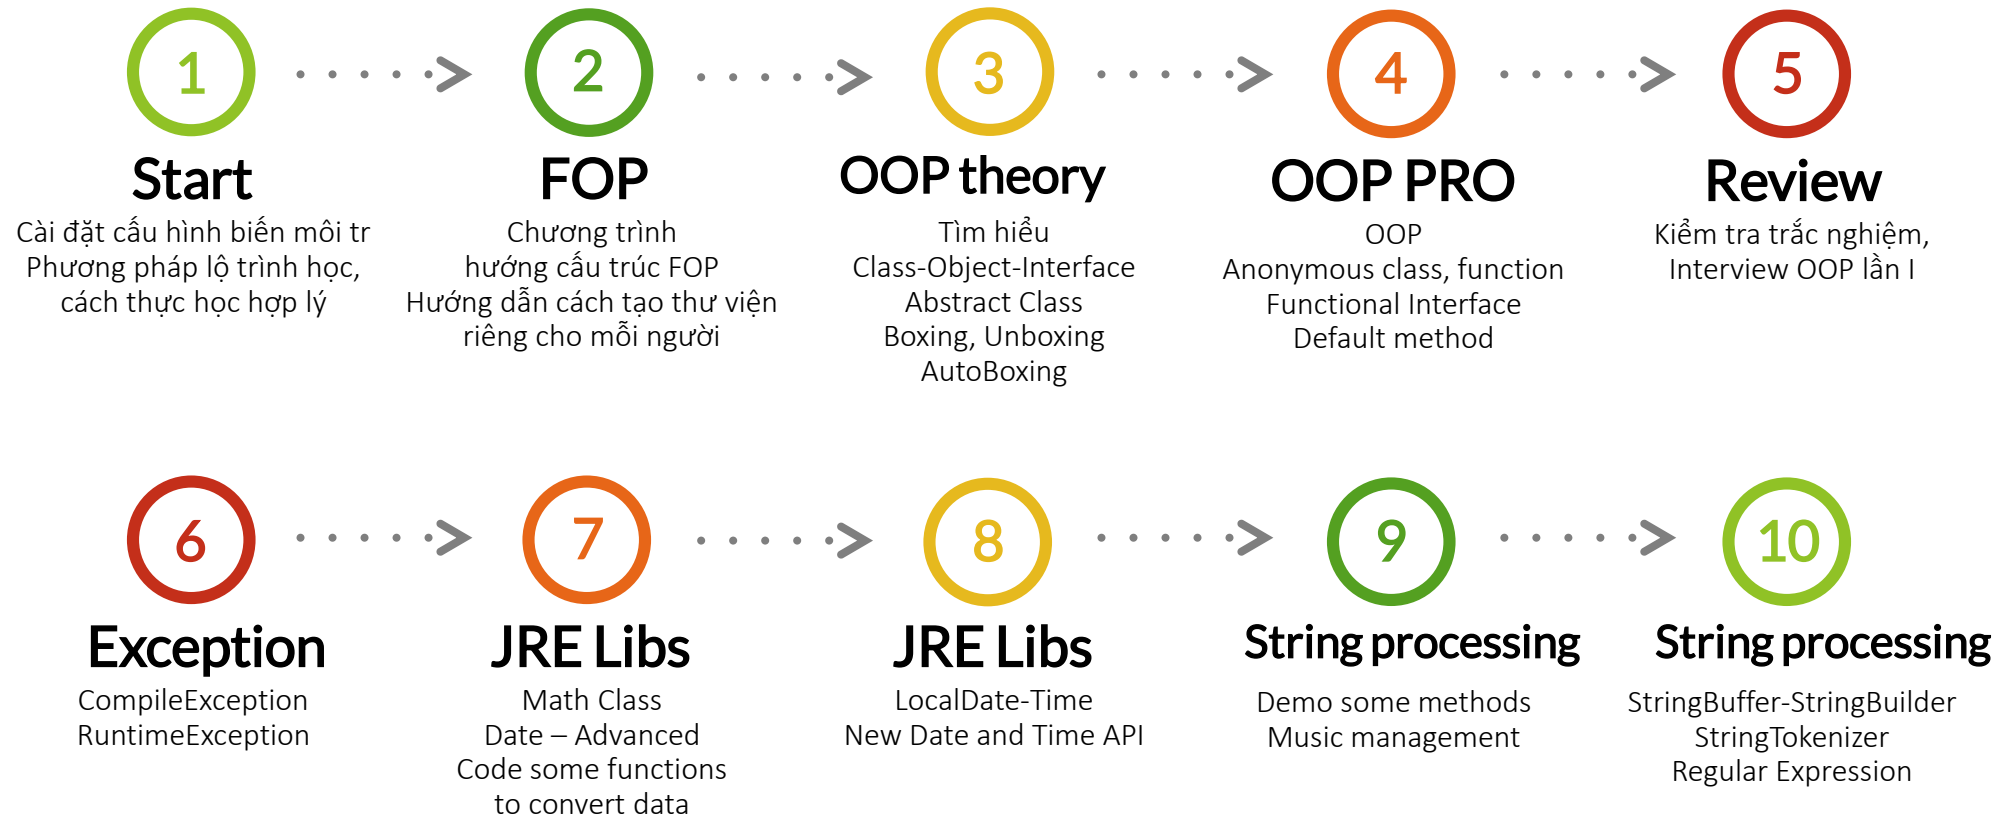 1
Start
Cài đặt cấu hình biến môi tr
Phương pháp lộ trình học,
cách thực học hợp lý
2
FOP
Chương trình
hướng cấu trúc FOP
Hướng dẫn cách tạo thư viện
riêng cho mỗi người
3
OOP theory
Tìm hiểu
Class-Object-Interface
Abstract Class
Boxing, Unboxing
AutoBoxing
4
OOP PRO
OOP
Anonymous class, function
Functional Interface
Default method
5
Review
Kiểm tra trắc nghiệm,
Interview OOP lần I
6
Exception
CompileException
RuntimeException
7
JRE Libs
Math Class
Date – Advanced
Code some functions
to convert data
8
JRE Libs
LocalDate-Time
New Date and Time API
9
String processing
Demo some methods
Music management
10
String processing
StringBuffer-StringBuilder
StringTokenizer
Regular Expression